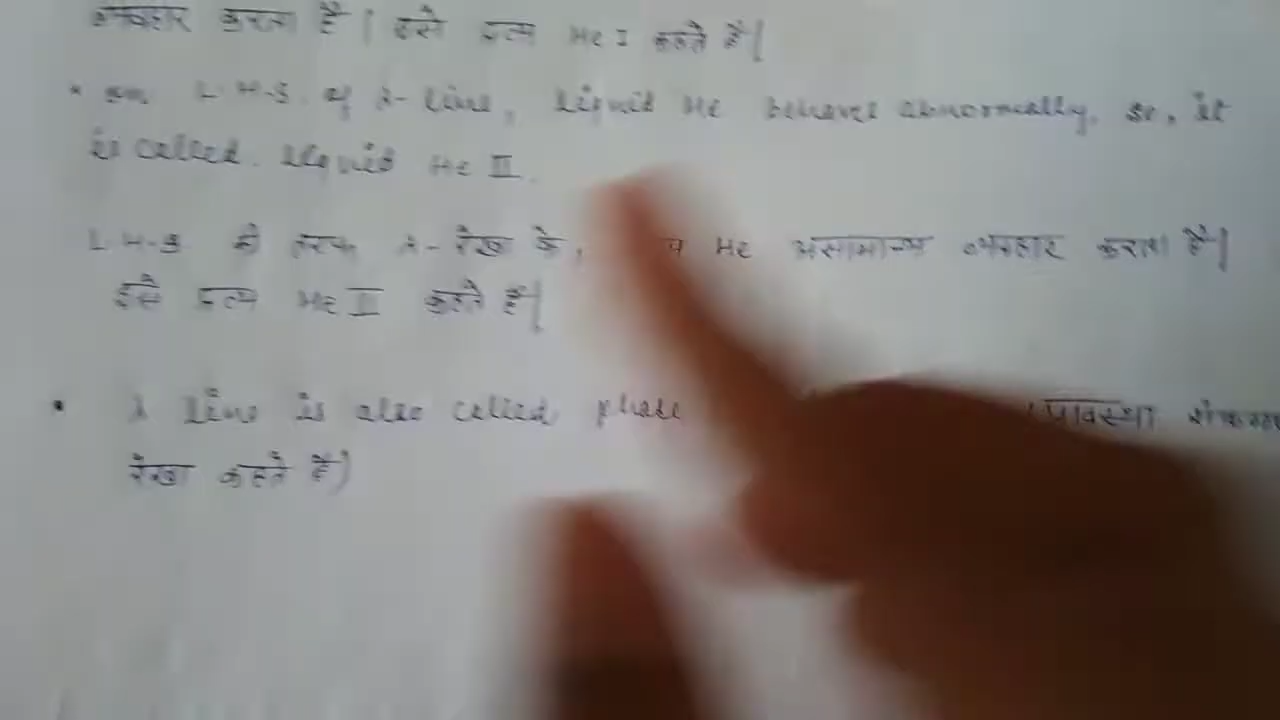 व्यवहार करता है | इसे द्रव्य He I कहते हैं |
* on L.H.S. of λ-line, liquid He behaves abnormally. so, it
is called. liquid He II.
L.H.S की तरफ λ-रेखा के, He असामान्य व्यवहार करता है |
इसे द्रव्य He II कहते हैं |
• λ line is also called phase
रेखा कहते हैं)